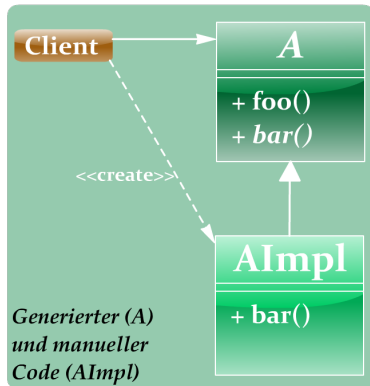 Client
A
+ foo()
+ bar()
<<create>>
AImpl
+ bar()
Generierter (A)
und manueller
Code (AImpl)